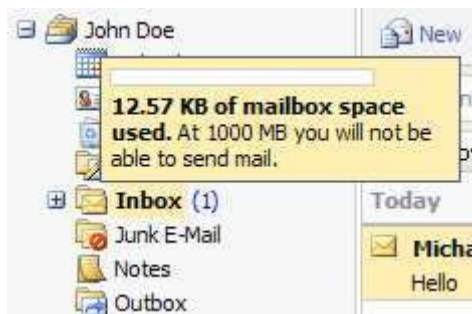 John Doe
New
12.57 KB of mailbox space
used. At 1000 MB you will not be
able to send mail.
Inbox (1)
Today
Junk E-Mail
Micha
Notes
Hello
Outbox